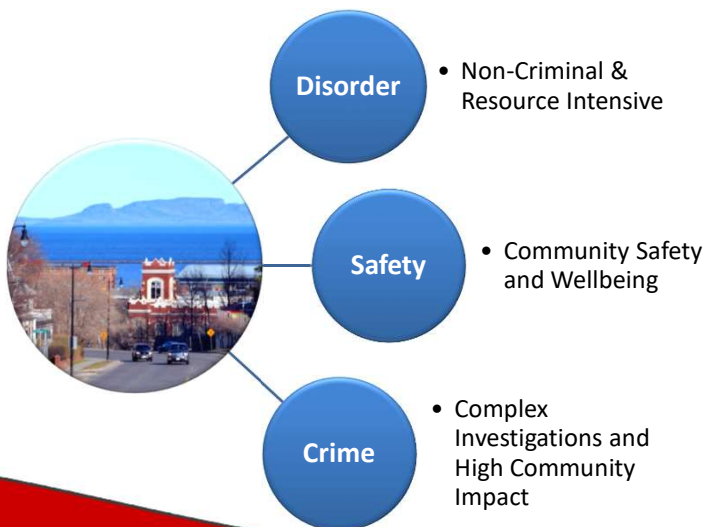 Disorder
• Non-Criminal &
Resource Intensive
Safety
• Community Safety
and Wellbeing
Crime
• Complex
Investigations and
High Community
Impact